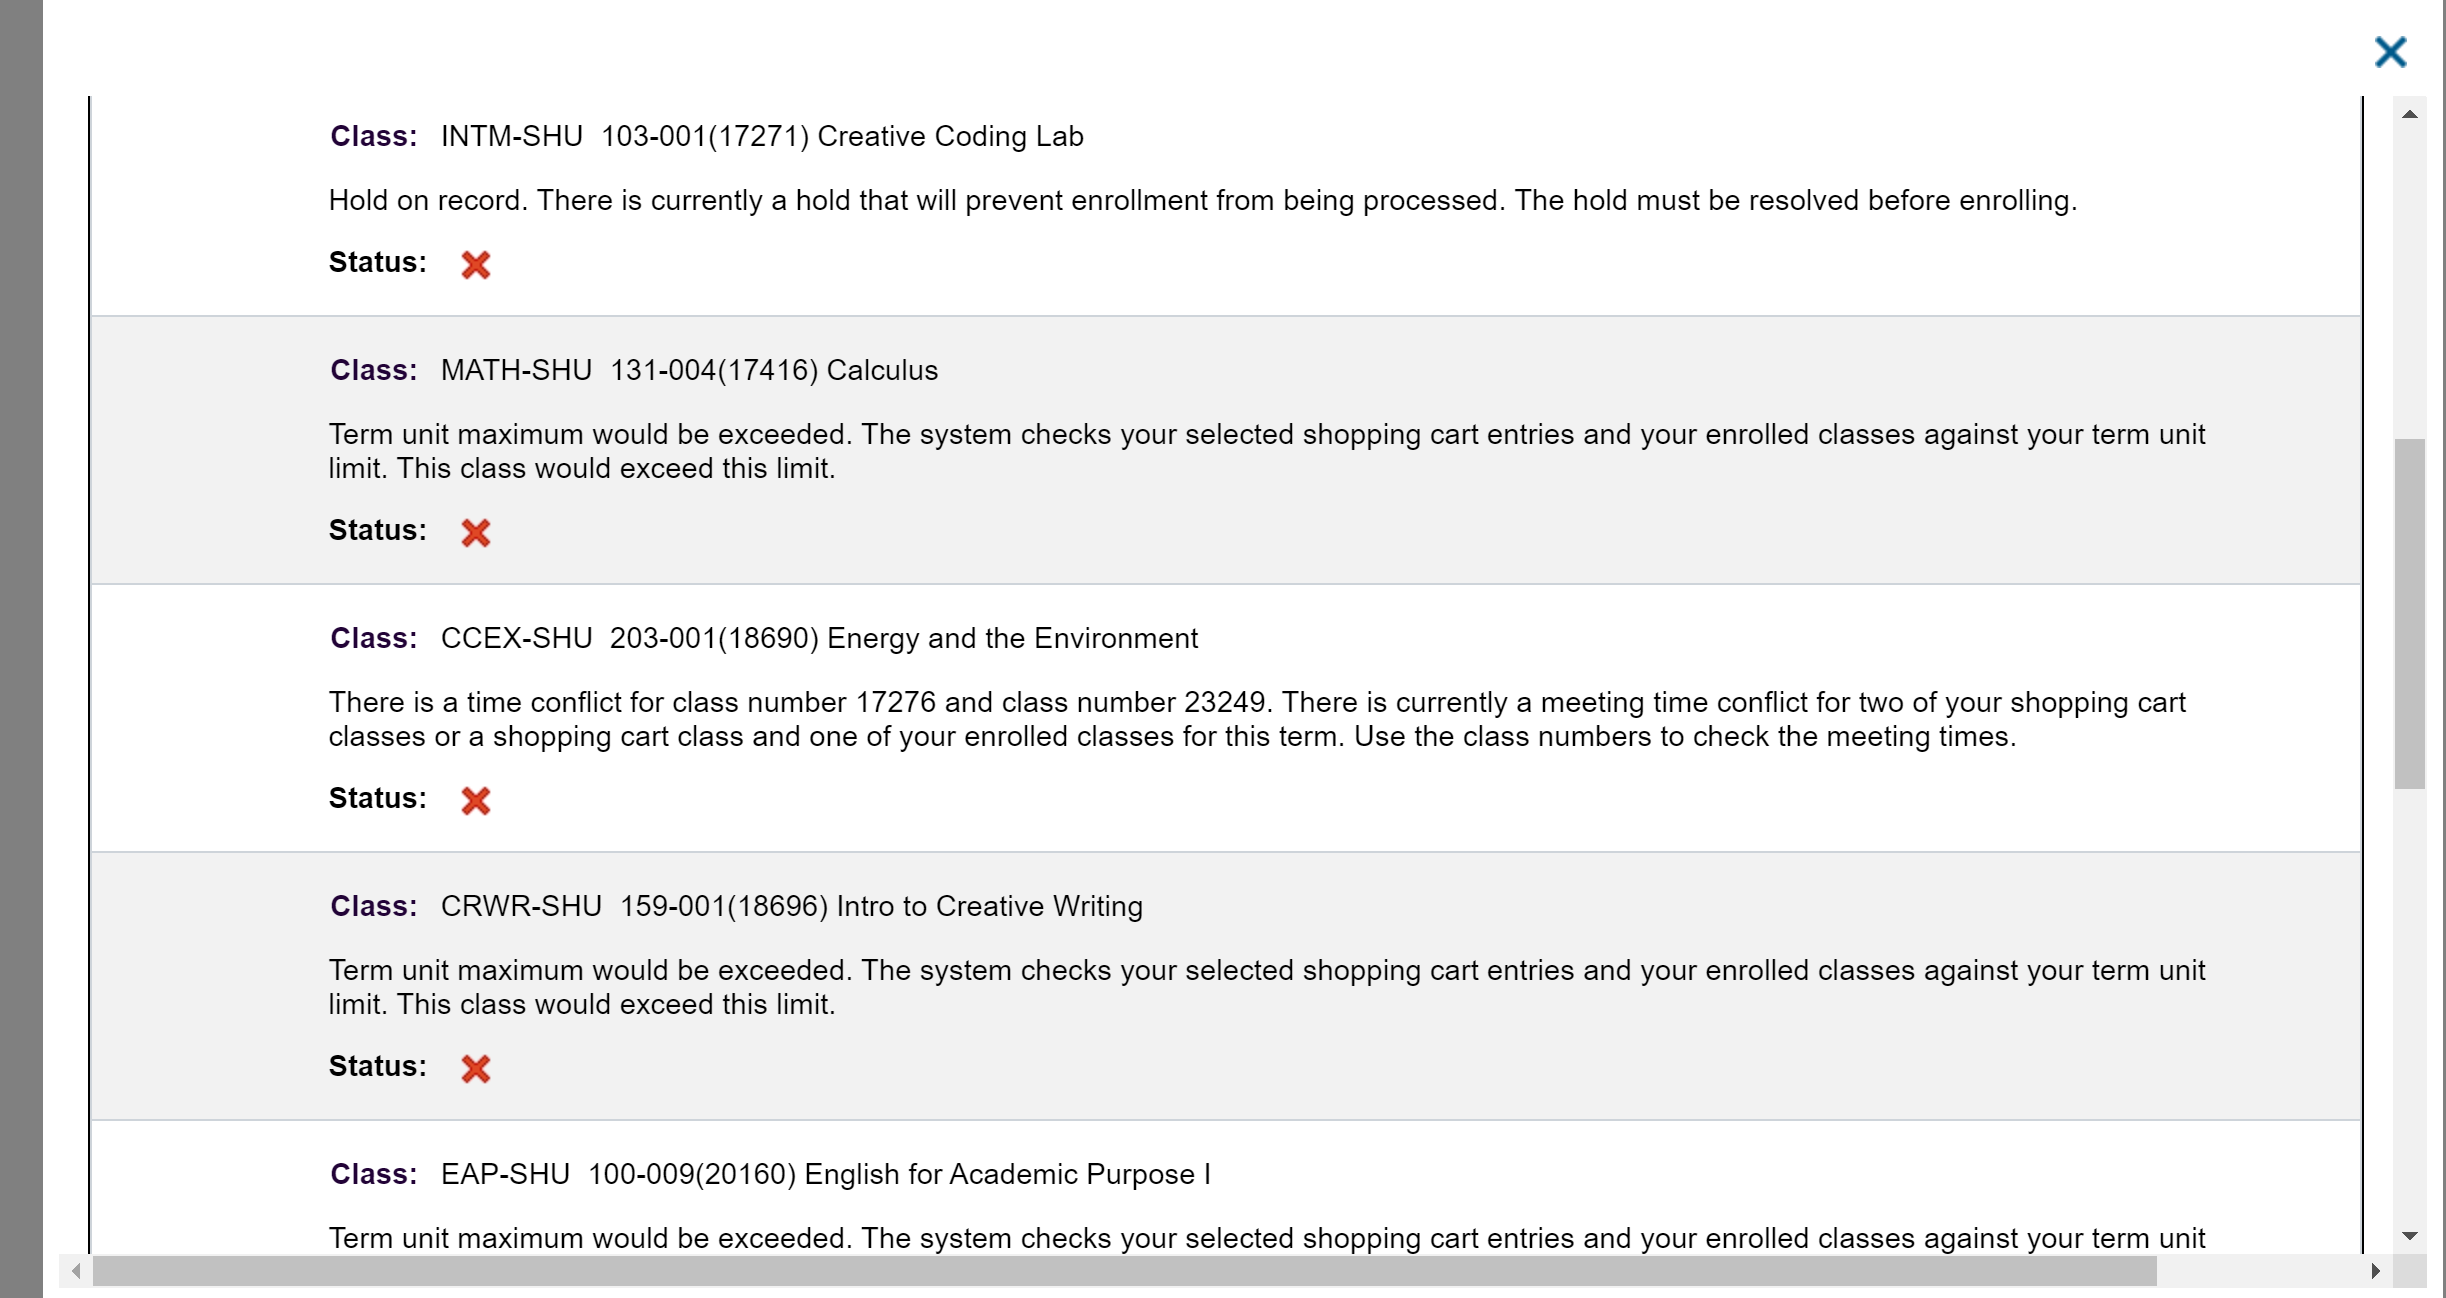 Class: INTM-SHU 103-001(17271) Creative Coding Lab
Hold on record. There is currently a hold that will prevent enrollment from being processed. The hold must be resolved before enrolling.
Status:
Class: MATH-SHU 131-004(17416) Calculus
Term unit maximum would be exceeded. The system checks your selected shopping cart entries and your enrolled classes against your term unit
limit. This class would exceed this limit.
Status:
Class: CCEX-SHU 203-001(18690) Energy and the Environment
There is a time conflict for class number 17276 and class number 23249. There is currently a meeting time conflict for two of your shopping cart
classes or a shopping cart class and one of your enrolled classes for this term. Use the class numbers to check the meeting times.
Status:
Class: CRWR-SHU 159-001(18696) Intro to Creative Writing
Term unit maximum would be exceeded. The system checks your selected shopping cart entries and your enrolled classes against your term unit
limit. This class would exceed this limit.
Status:
Class: EAP-SHU 100-009(20160) English for Academic Purpose I
Term unit maximum would be exceeded. The system checks your selected shopping cart entries and your enrolled classes against your term unit